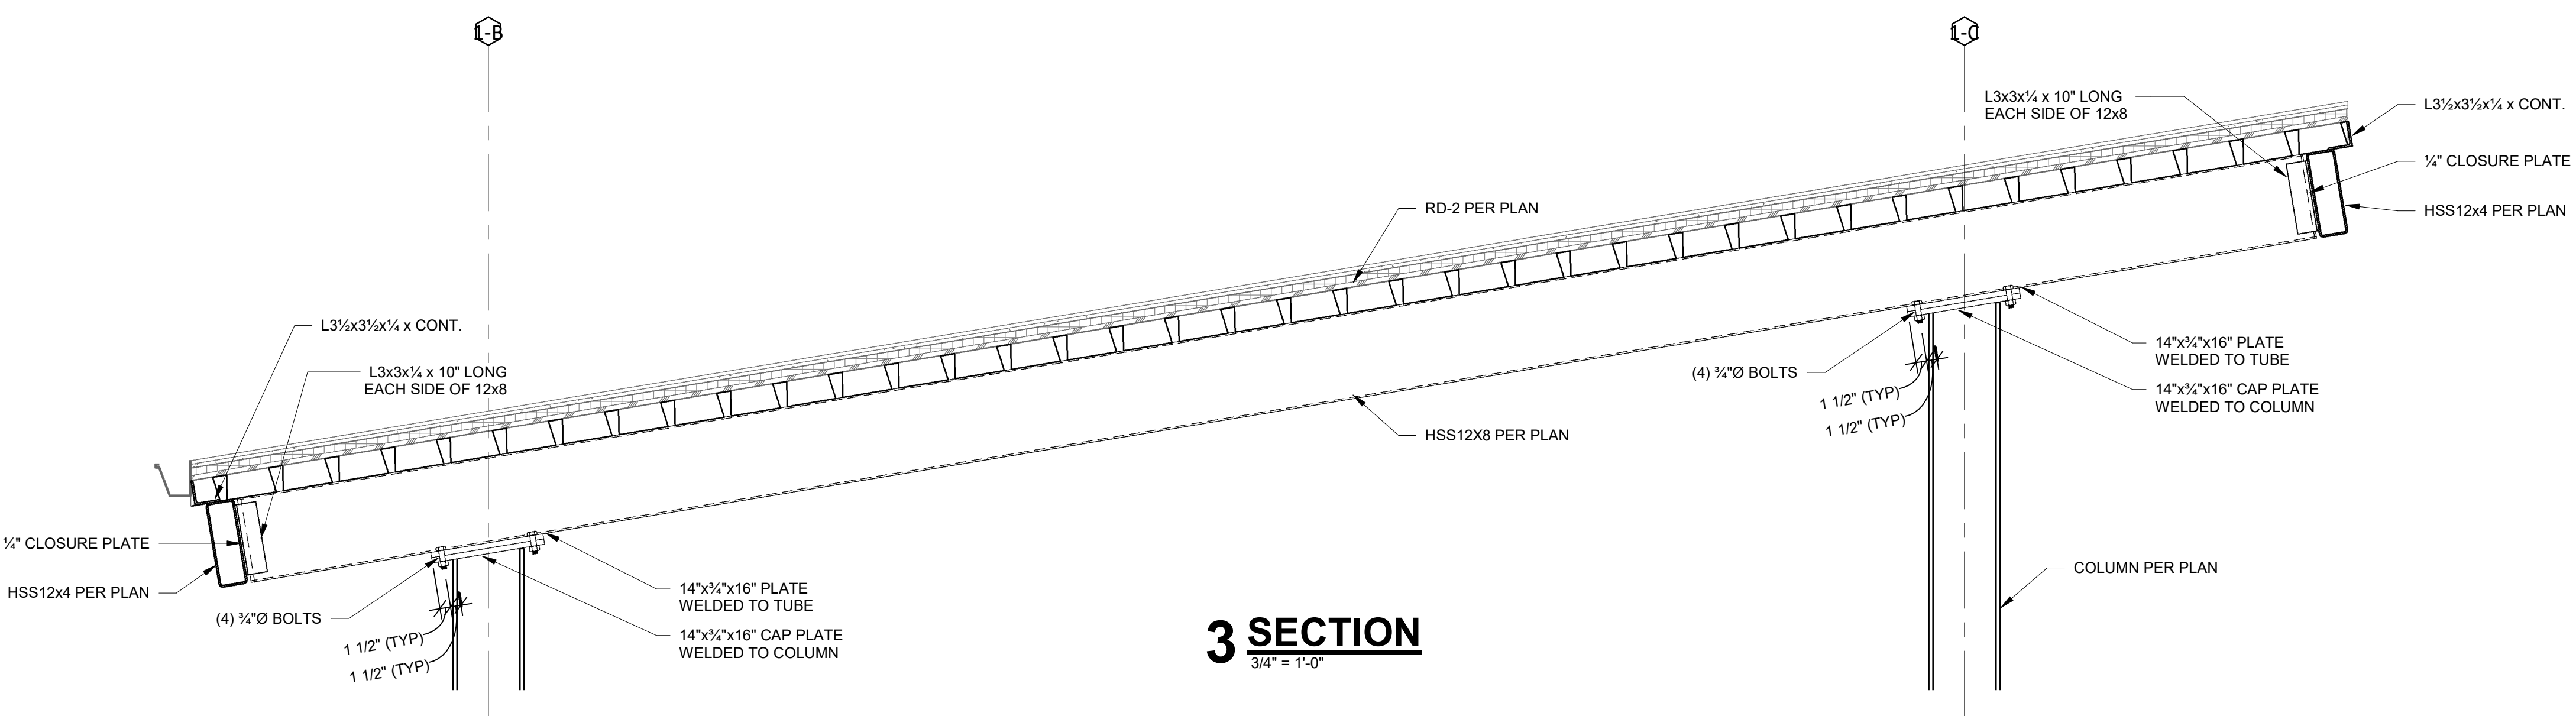 1-B
1-C
L3x3x¼ x 10" LONG
EACH SIDE OF 12x8
L3½x3½x¼ x CONT.
¼" CLOSURE PLATE
HSS12x4 PER PLAN
RD-2 PER PLAN
L3½x3½x¼ x CONT.
L3x3x¼ x 10" LONG
EACH SIDE OF 12x8
14"x¾"x16" PLATE
WELDED TO TUBE
(4) ¾"Ø BOLTS
14"x¾"x16" CAP PLATE
WELDED TO COLUMN
1 1/2" (TYP)
1 1/2" (TYP)
HSS12X8 PER PLAN
¼" CLOSURE PLATE
HSS12x4 PER PLAN
(4) ¾"Ø BOLTS
14"x¾"x16" PLATE
WELDED TO TUBE
14"x¾"x16" CAP PLATE
WELDED TO COLUMN
1 1/2" (TYP)
1 1/2" (TYP)
COLUMN PER PLAN
3 SECTION
3/4" = 1'-0"